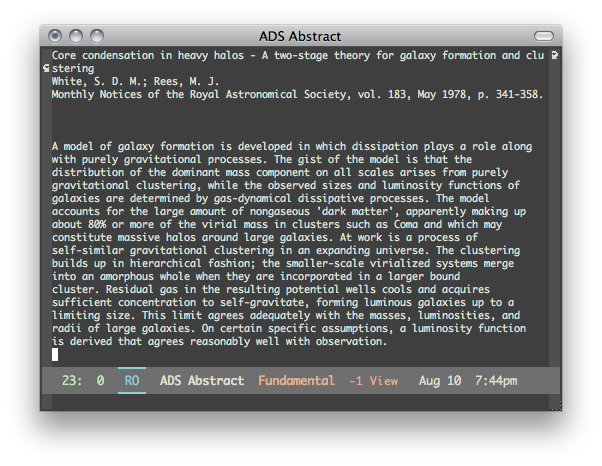 ADS Abstract
Core condensation in heavy halos - A two-stage theory for galaxy formation and clu
stering
White, S. D. M.; Rees, M. J.
Monthly Notices of the Royal Astronomical Society, vol. 183, May 1978, p. 341-358.
A model of galaxy formation is developed in which dissipation plays a role along
with purely gravitational processes. The gist of the model is that the
distribution of the dominant mass component on all scales arises from purely
gravitational clustering, while the observed sizes and luminosity functions of
galaxies are determined by gas-dynamical dissipative processes. The model
accounts for the large amount of nongaseous 'dark matter', apparently making up
about 80% or more of the virial mass in clusters such as Coma and which may
constitute massive halos around large galaxies. At work is a process of
self-similar gravitational clustering in an expanding universe. The clustering
builds up in hierarchical fashion; the smaller-scale virialized systems merge
into an amorphous whole when they are incorporated in a larger bound
cluster. Residual gas in the resulting potential wells cools and acquires
sufficient concentration to self-gravitate, forming luminous galaxies up to a
limiting size. This limit agrees adequately with the masses, luminosities, and
radii of large galaxies. On certain specific assumptions, a luminosity function
is derived that agrees reasonably well with observation.
23: 0 RO ADS Abstract Fundamental -1 View Aug 10 7:44pm